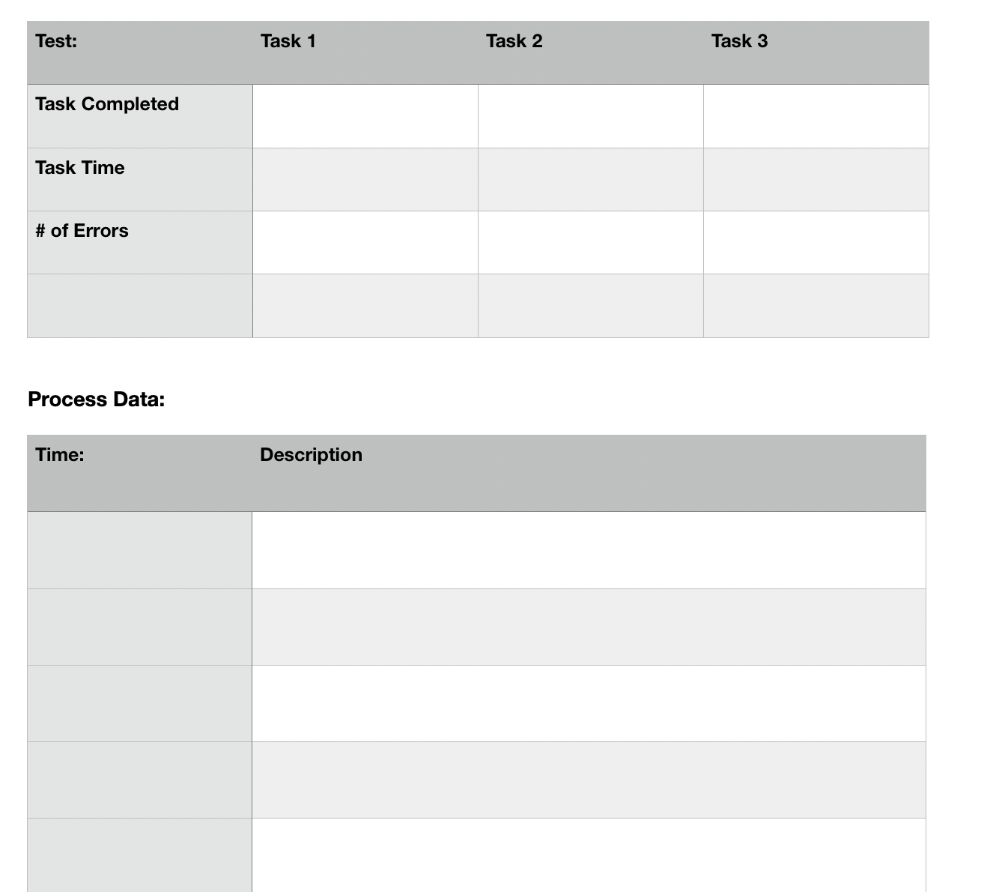 Test: Task 1 Task 2 Task 3
Task Completed
Task Time
# of Errors
Process Data:
Time: Description